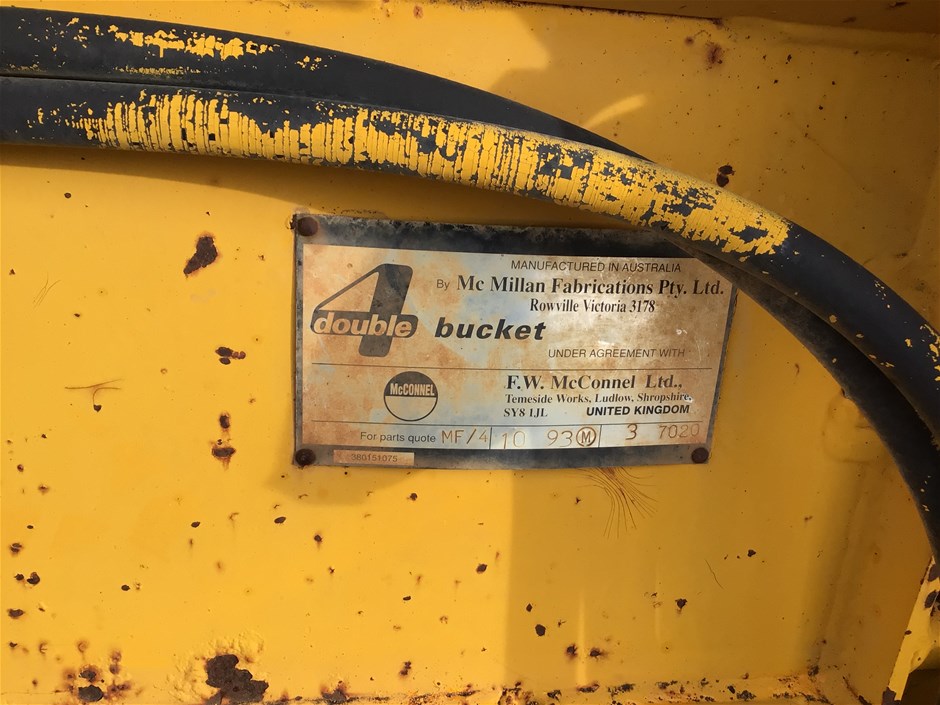 MANUFACTURED IN AUSTRALIA
By Mc Millan Fabrications Pty. Ltd.
Rowville Victoria 3178
4 double bucket
UNDER AGREEMENT WITH
McCONNEL
F.W. McConnel Ltd.,
Temeside Works, Ludlow, Shropshire,
SY8 1JL UNITED KINGDOM
For parts quote MF/4 10 93 M 3 7020
380151075